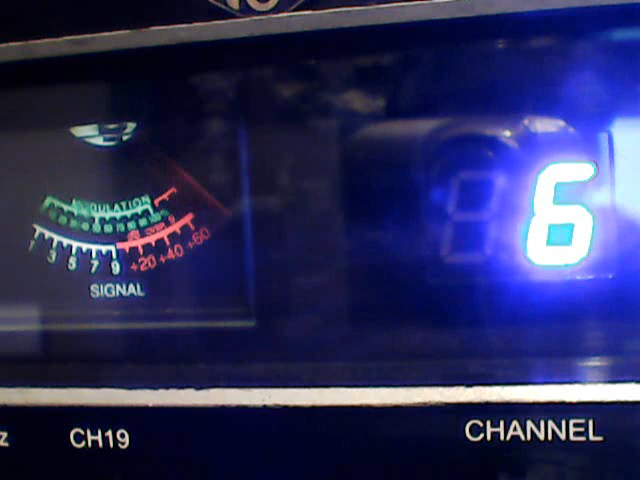 6
MODULATION
1 3 5 7 9 +20 +40 +60
SIGNAL
CH19
CHANNEL